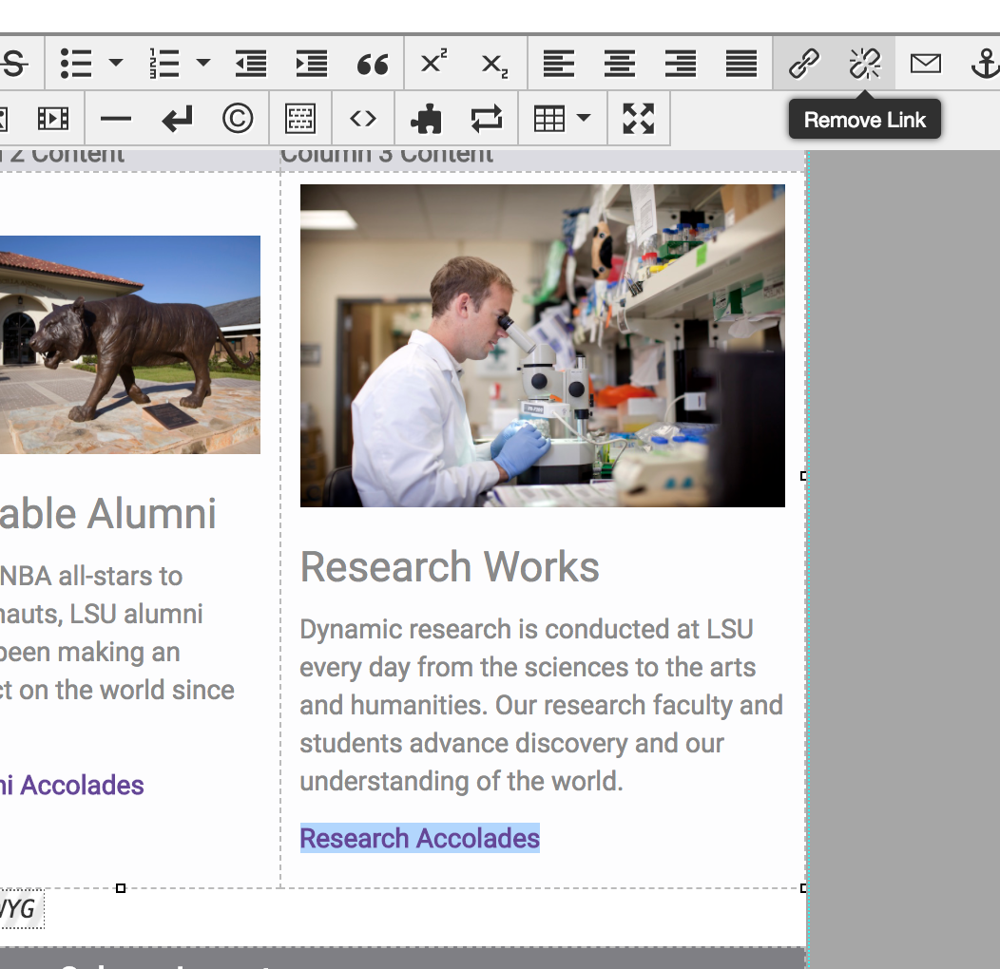 Remove Link
2 Content
Column 3 Content
able Alumni
NBA all-stars to
nauts, LSU alumni
been making an
ct on the world since
ni Accolades
Research Works
Dynamic research is conducted at LSU
every day from the sciences to the arts
and humanities. Our research faculty and
students advance discovery and our
understanding of the world.
Research Accolades
WYG